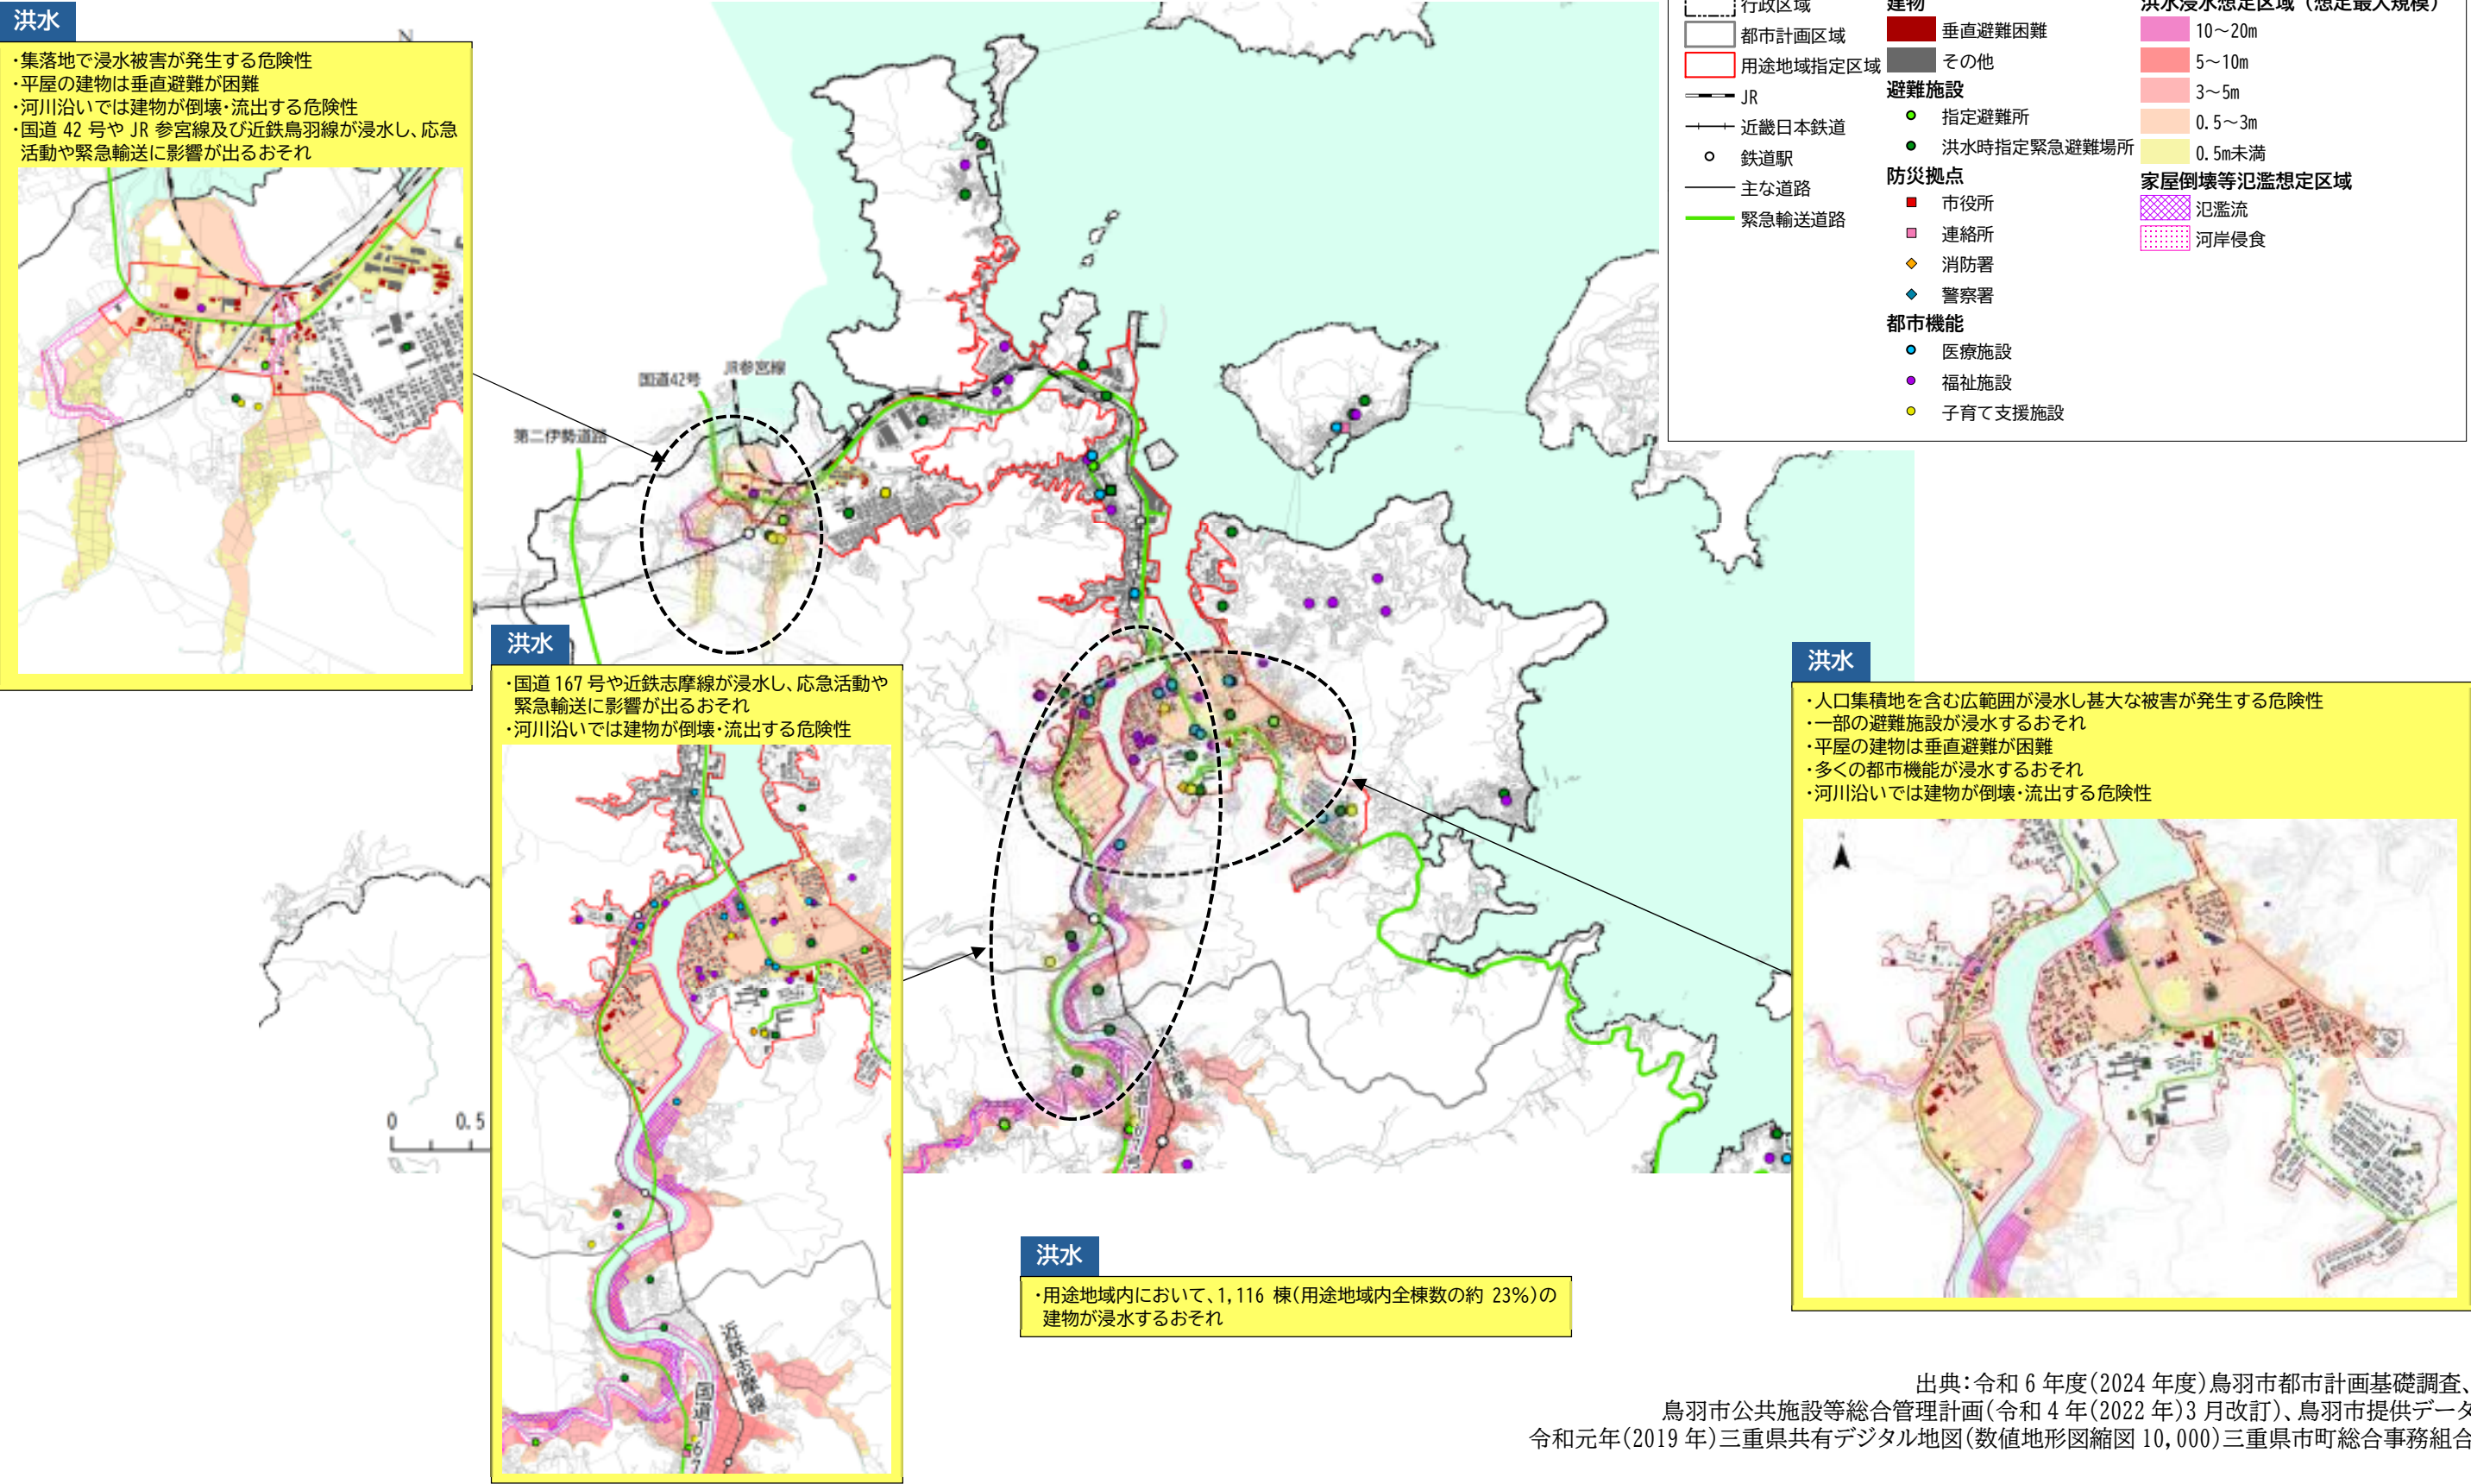 洪水
・集落地で浸水被害が発生する危険性
・平屋の建物は垂直避難が困難
・河川沿いでは建物が倒壊・流出する危険性
・国道 42 号や JR 参宮線及び近鉄鳥羽線が浸水し、応急
活動や緊急輸送に影響が出るおそれ
N
行政区域
都市計画区域
用途地域指定区域
JR
近畿日本鉄道
鉄道駅
主な道路
緊急輸送道路
建物
垂直避難困難
その他
避難施設
指定避難所
洪水時指定緊急避難場所
防災拠点
市役所
連絡所
消防署
警察署
都市機能
医療施設
福祉施設
子育て支援施設
洪水浸水想定区域（想定最大規模）
10～20m
5～10m
3～5m
0.5～3m
0.5m未満
家屋倒壊等氾濫想定区域
氾濫流
河岸侵食
国道42号
JR参宮線
第二伊勢道路
洪水
・国道 167 号や近鉄志摩線が浸水し、応急活動や
緊急輸送に影響が出るおそれ
・河川沿いでは建物が倒壊・流出する危険性
近鉄志摩線
国道167
0 0.5
洪水
・人口集積地を含む広範囲が浸水し甚大な被害が発生する危険性
・一部の避難施設が浸水するおそれ
・平屋の建物は垂直避難が困難
・多くの都市機能が浸水するおそれ
・河川沿いでは建物が倒壊・流出する危険性
洪水
・用途地域内において、1,116 棟（用途地域内全棟数の約 23%）の
建物が浸水するおそれ
出典：令和 6 年度（2024 年度）鳥羽市都市計画基礎調査、
鳥羽市公共施設等総合管理計画（令和 4 年（2022 年）3 月改訂）、鳥羽市提供データ
令和元年（2019 年）三重県共有デジタル地図（数値地形図縮図 10,000）三重県市町総合事務組合